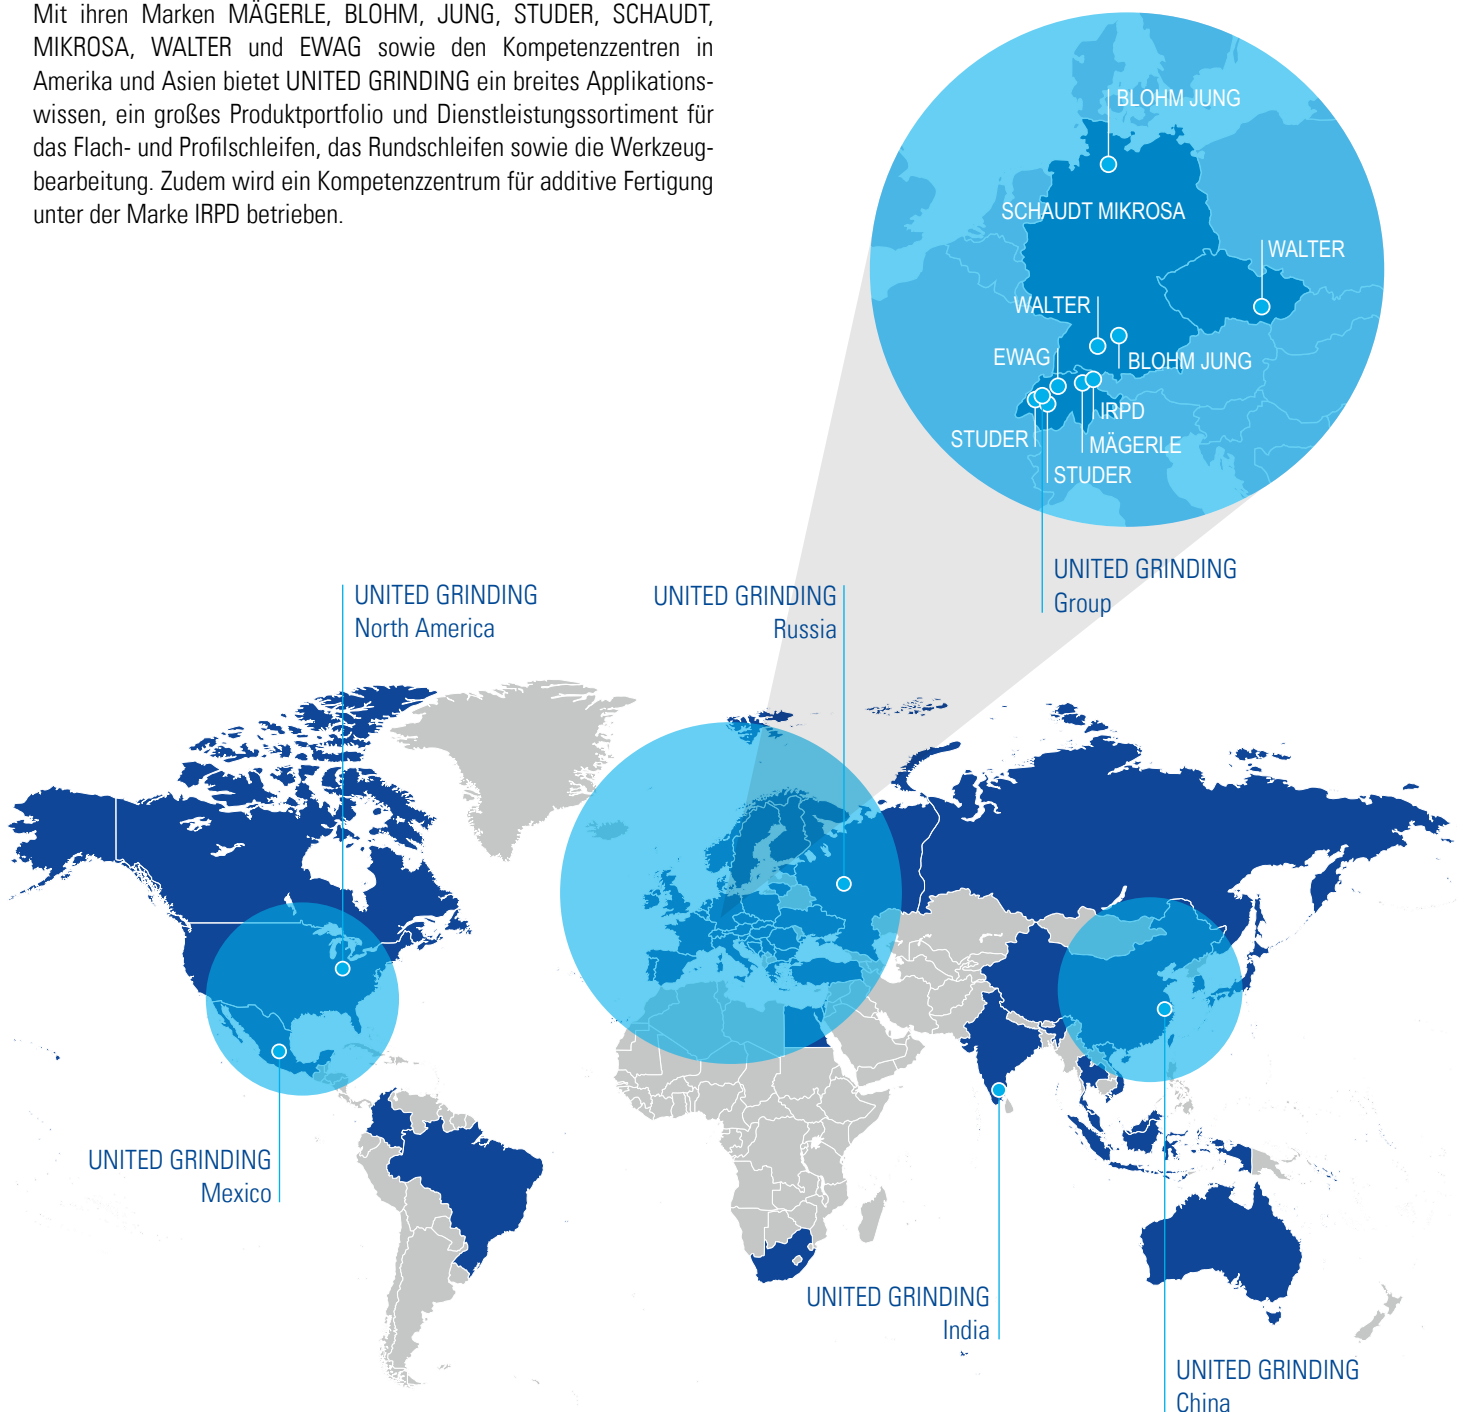 Mit ihren Marken MÄGERLE, BLOHM, JUNG, STUDER, SCHAUDT,
MIKROSA, WALTER und EWAG sowie den Kompetenzzentren in
Amerika und Asien bietet UNITED GRINDING ein breites Applikations-
wissen, ein großes Produktportfolio und Dienstleistungssortiment für
das Flach- und Profilschleifen, das Rundschleifen sowie die Werkzeug-
bearbeitung. Zudem wird ein Kompetenzzentrum für additive Fertigung
unter der Marke IRPD betrieben.
BLOHM JUNG
SCHAUDT MIKROSA
WALTER
WALTER
EWAG
BLOHM JUNG
IRPD
STUDER
MÄGERLE
STUDER
UNITED GRINDING
Group
UNITED GRINDING
North America
UNITED GRINDING
Russia
UNITED GRINDING
Mexico
UNITED GRINDING
India
UNITED GRINDING
China